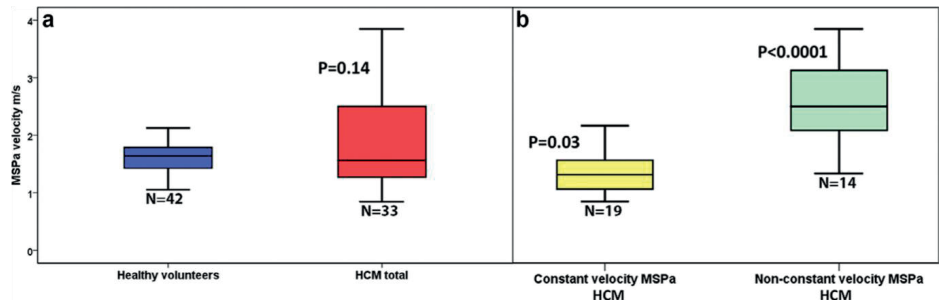 a
b
MSPa velocity m/s
4
3
2
1
0
P=0.14
N=42
N=33
Healthy volunteers
HCM total
P=0.03
P<0.0001
N=19
N=14
Constant velocity MSPa
HCM
Non-constant velocity MSPa
HCM